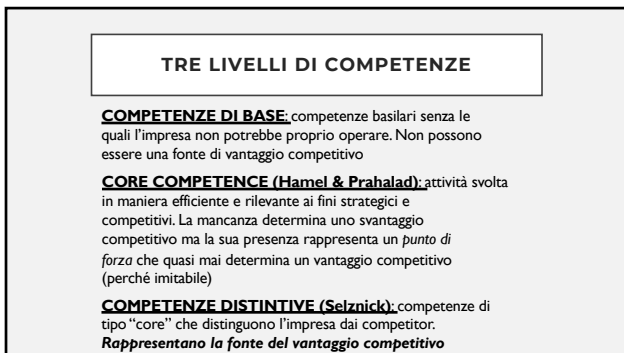 TRE LIVELLI DI COMPETENZE
COMPETENZE DI BASE: competenze basilari senza le
quali l’impresa non potrebbe proprio operare. Non possono
essere una fonte di vantaggio competitivo
CORE COMPETENCE (Hamel & Prahalad): attività svolta
in maniera efficiente e rilevante ai fini strategici e
competitivi. La mancanza determina uno svantaggio
competitivo ma la sua presenza rappresenta un punto di
forza che quasi mai determina un vantaggio competitivo
(perché imitabile)
COMPETENZE DISTINTIVE (Selznick): competenze di
tipo “core” che distinguono l’impresa dai competitor.
Rappresentano la fonte del vantaggio competitivo